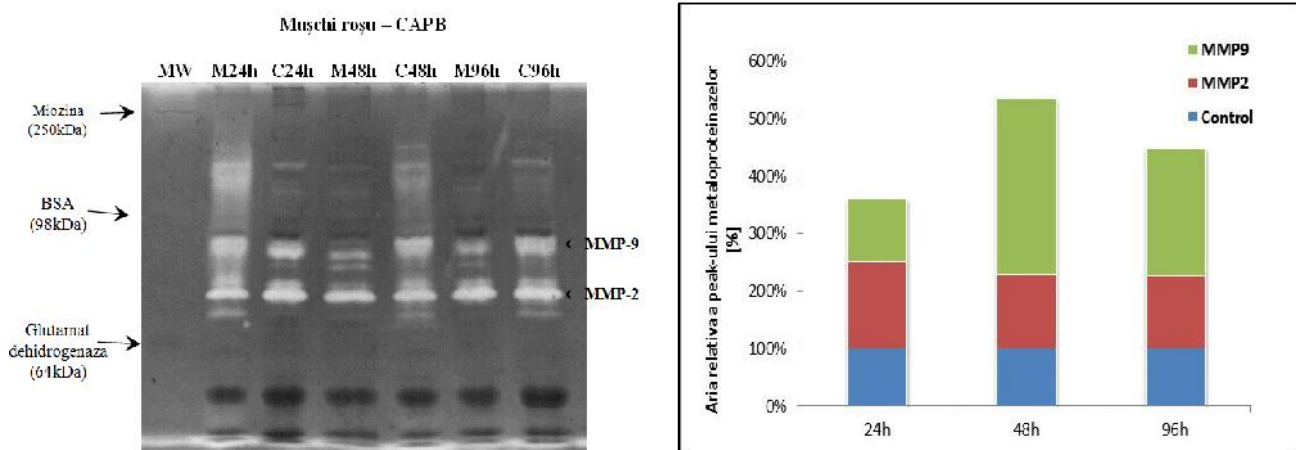 Mușchi roșu – CAPB
MW M24h C24h M48h C48h M96h C96h
Miozina
(250kDa)
BSA
(98kDa)
Glutamat
dehidrogenaza
(64kDa)
MMP-9
MMP-2
Aria relativa a peak-ului metaloproteinazelor
[%]
600%
500%
400%
300%
200%
100%
0%
24h 48h 96h
MMP9
MMP2
Control